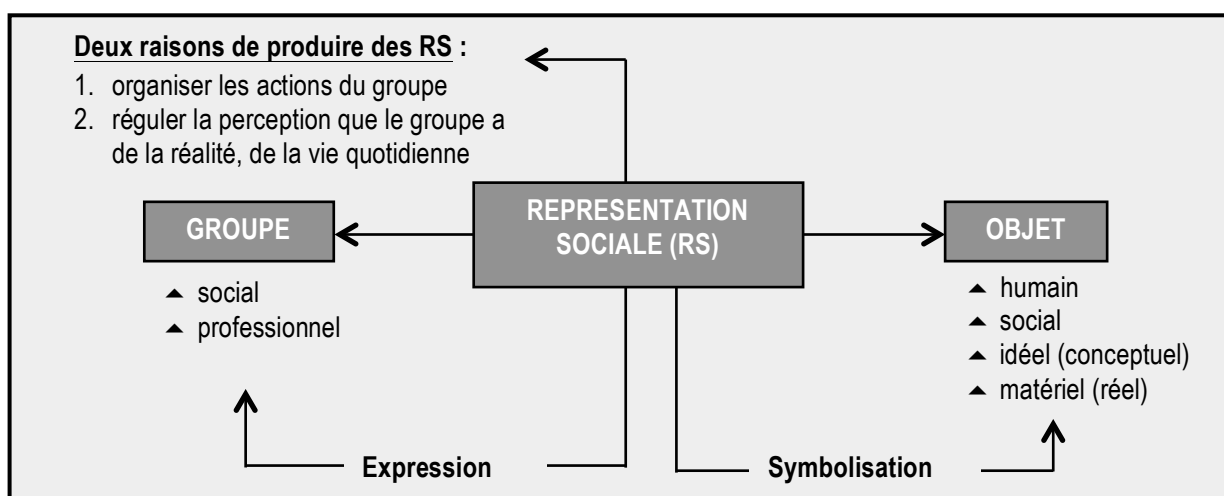 Deux raisons de produire des RS :
1. organiser les actions du groupe
2. réguler la perception que le groupe a
de la réalité, de la vie quotidienne
GROUPE
▲ social
▲ professionnel
REPRESENTATION
SOCIALE (RS)
OBJET
▲ humain
▲ social
▲ idéel (conceptuel)
▲ matériel (réel)
Expression
Symbolisation